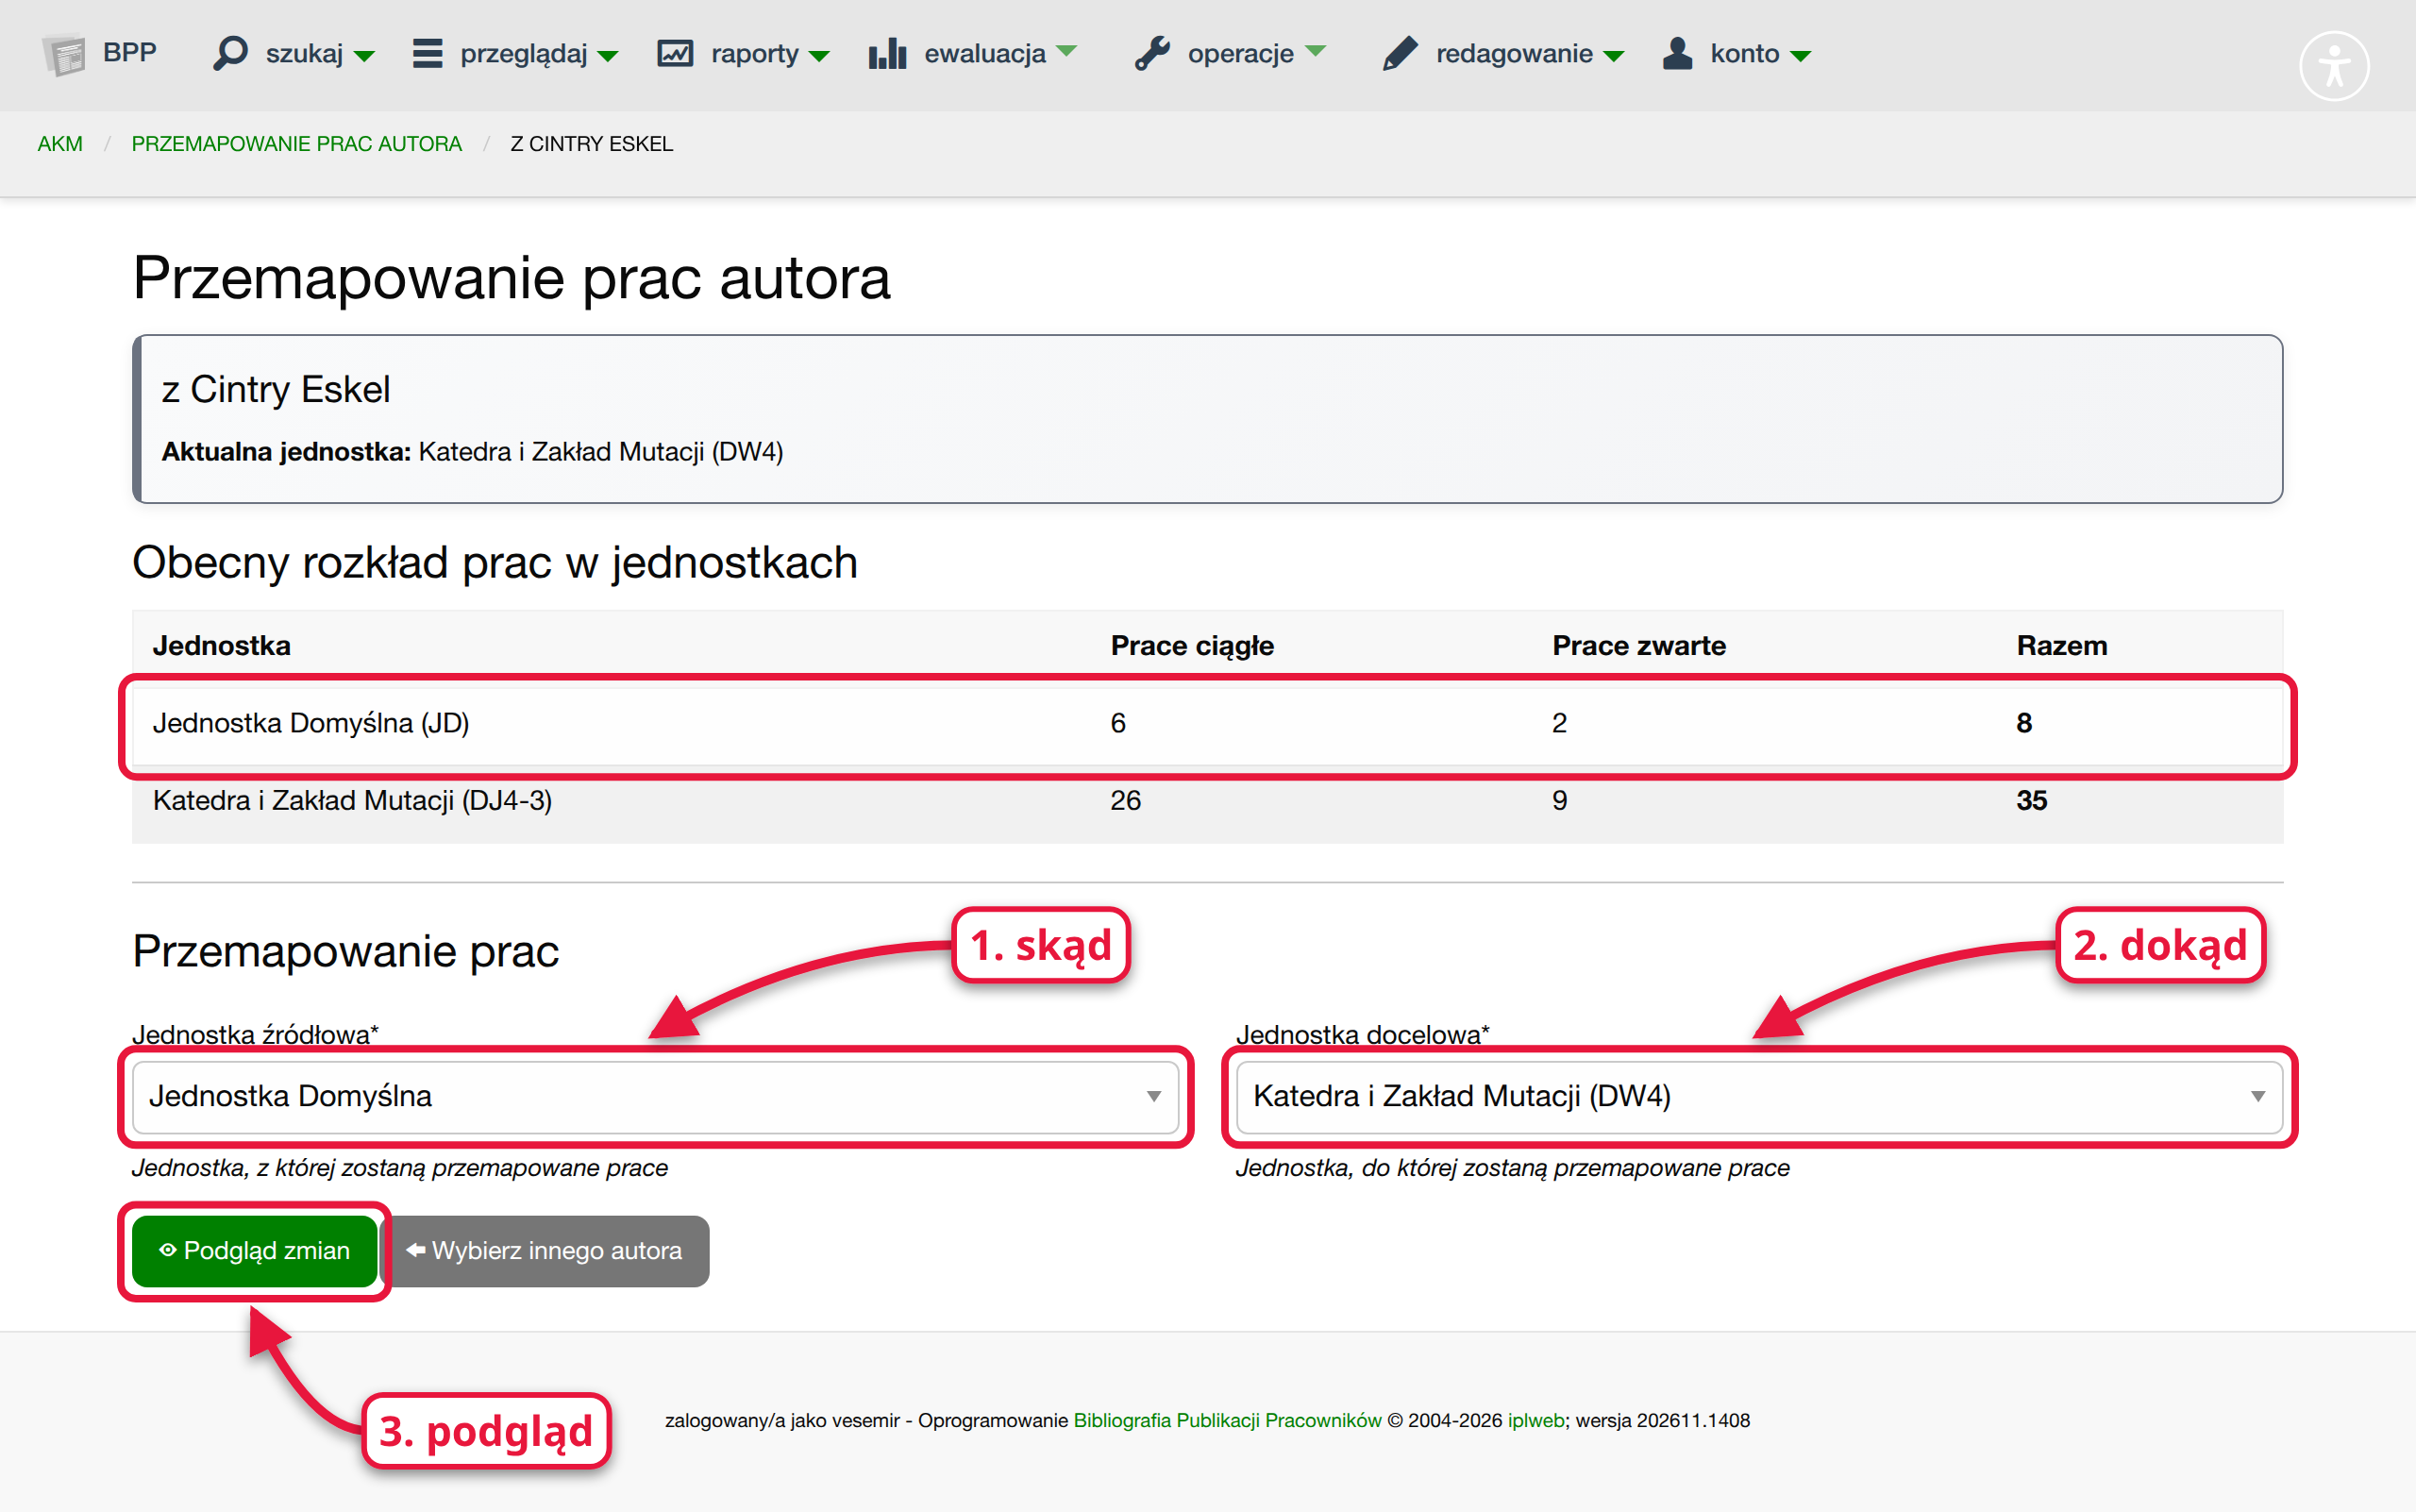 BPP szukaj przeglądaj raporty ewaluacja operacje redagowanie konto
AKM / PRZEMAPOWANIE PRAC AUTORA / Z CINTRY ESKEL
Przemapowanie prac autora
z Cintry Eskel
Aktualna jednostka: Katedra i Zakład Mutacji (DW4)
Obecny rozkład prac w jednostkach
Jednostka Prace ciągłe Prace zwarte Razem
Jednostka Domyślna (JD) 6 2 8
Katedra i Zakład Mutacji (DJ4-3) 26 9 35
1. skąd
2. dokąd
Przemapowanie prac
Jednostka źródłowa* Jednostka docelowa*
Jednostka Domyślna Katedra i Zakład Mutacji (DW4)
Jednostka, z której zostaną przemapowane prace Jednostka, do której zostaną przemapowane prace
Podgląd zmian Wybierz innego autora
3. podgląd
zalogowany/a jako vesemir - Oprogramowanie Bibliografia Publikacji Pracowników © 2004-2026 iplweb; wersja 202611.1408